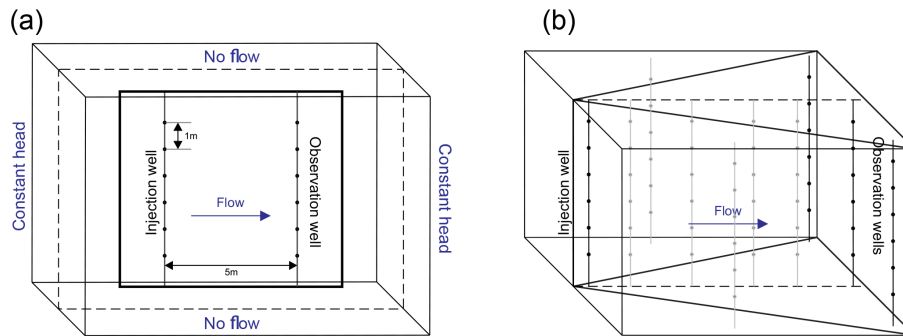 (a)
No flow
Constant head
Injection well
1m
Flow
5m
Observation well
Constant head
No flow
(b)
Injection well
Flow
Observation wells